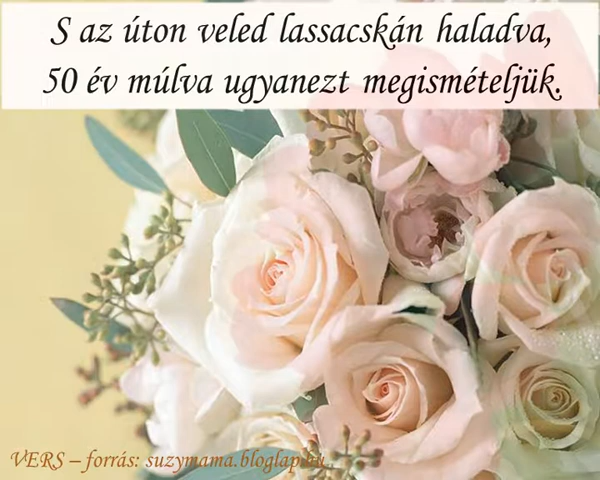 S az úton veled lassacskán haladva,
50 év múlva ugyanezt megismételjük.
VERS – forrás: suzymama.bloglap.hu